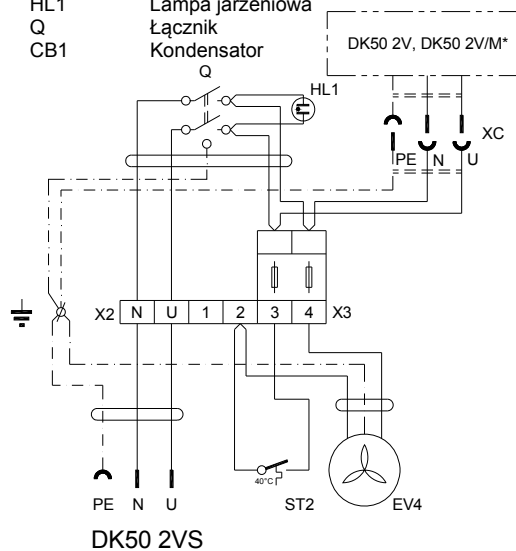 HL1 Lampa jarzeniowa
Q Łącznik
CB1 Kondensator
DK50 2V, DK50 2V/M*
Q
HL1
XC
PE N U
X2 N U 1 2 3 4 X3
40°C
ST2
EV4
PE N U
DK50 2VS